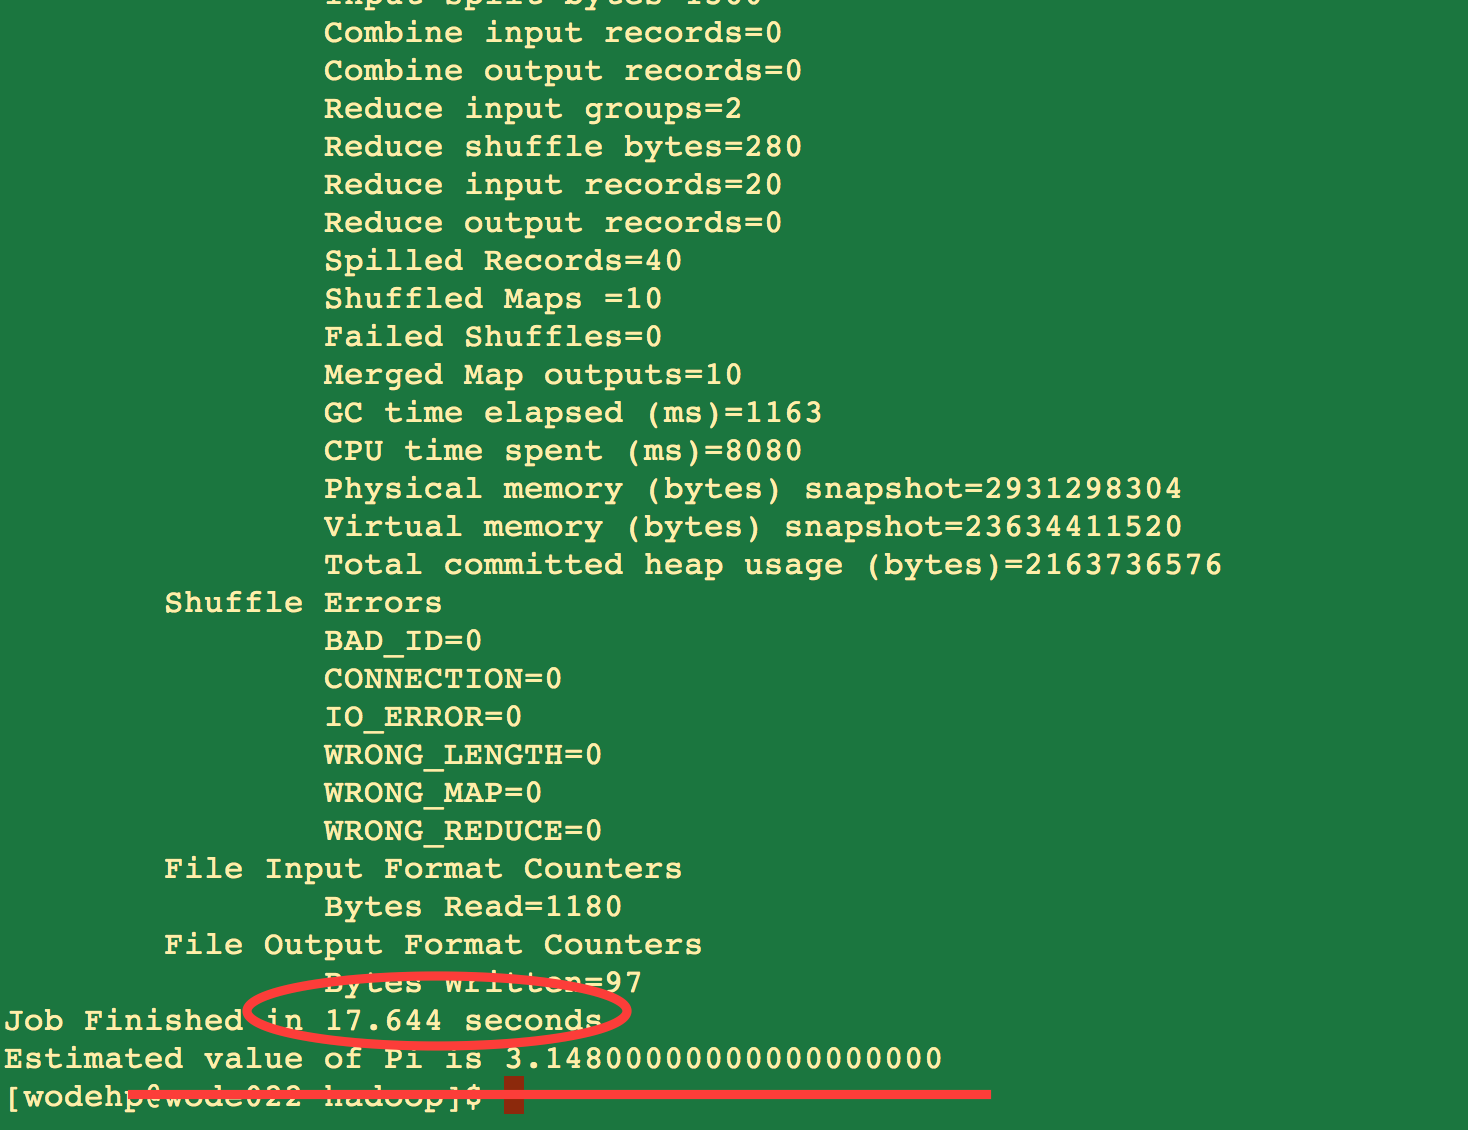 Input split bytes=1300
Combine input records=0
Combine output records=0
Reduce input groups=2
Reduce shuffle bytes=280
Reduce input records=20
Reduce output records=0
Spilled Records=40
Shuffled Maps =10
Failed Shuffles=0
Merged Map outputs=10
GC time elapsed (ms)=1163
CPU time spent (ms)=8080
Physical memory (bytes) snapshot=2931298304
Virtual memory (bytes) snapshot=23634411520
Total committed heap usage (bytes)=2163736576
Shuffle Errors
BAD_ID=0
CONNECTION=0
IO_ERROR=0
WRONG_LENGTH=0
WRONG_MAP=0
WRONG_REDUCE=0
File Input Format Counters
Bytes Read=1180
File Output Format Counters
Bytes Written=97
Job Finished in 17.644 seconds
Estimated value of Pi is 3.14800000000000000000
[wodehp@wode022 hadoop]$